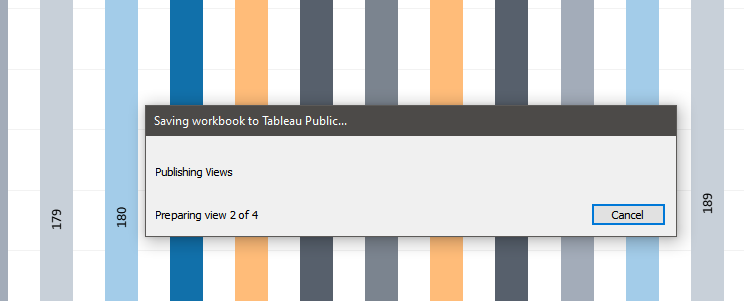 Saving workbook to Tableau Public...
Publishing Views
Preparing view 2 of 4
Cancel
179
180
189